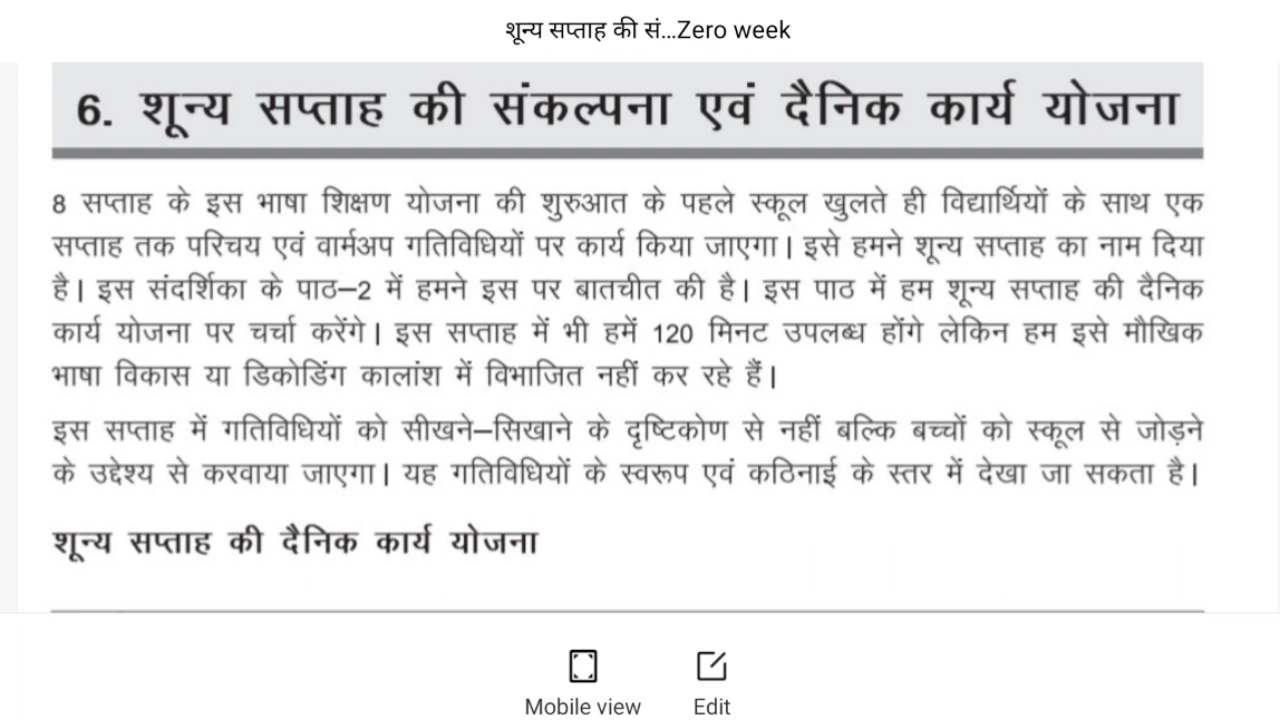 शून्य सप्ताह की सं...Zero week
6. शून्य सप्ताह की संकल्पना एवं दैनिक कार्य योजना
8 सप्ताह के इस भाषा शिक्षण योजना की शुरुआत के पहले स्कूल खुलते ही विद्यार्थियों के साथ एक
सप्ताह तक परिचय एवं वार्मअप गतिविधियों पर कार्य किया जाएगा। इसे हमने शून्य सप्ताह का नाम दिया
है। इस संदर्शिका के पाठ–2 में हमने इस पर बातचीत की है। इस पाठ में हम शून्य सप्ताह की दैनिक
कार्य योजना पर चर्चा करेंगे। इस सप्ताह में भी हमें 120 मिनट उपलब्ध होंगे लेकिन हम इसे मौखिक
भाषा विकास या डिकोडिंग कालांश में विभाजित नहीं कर रहे हैं।
इस सप्ताह में गतिविधियों को सीखने–सिखाने के दृष्टिकोण से नहीं बल्कि बच्चों को स्कूल से जोड़ने
के उद्देश्य से करवाया जाएगा। यह गतिविधियों के स्वरूप एवं कठिनाई के स्तर में देखा जा सकता है।
शून्य सप्ताह की दैनिक कार्य योजना
Mobile view
Edit